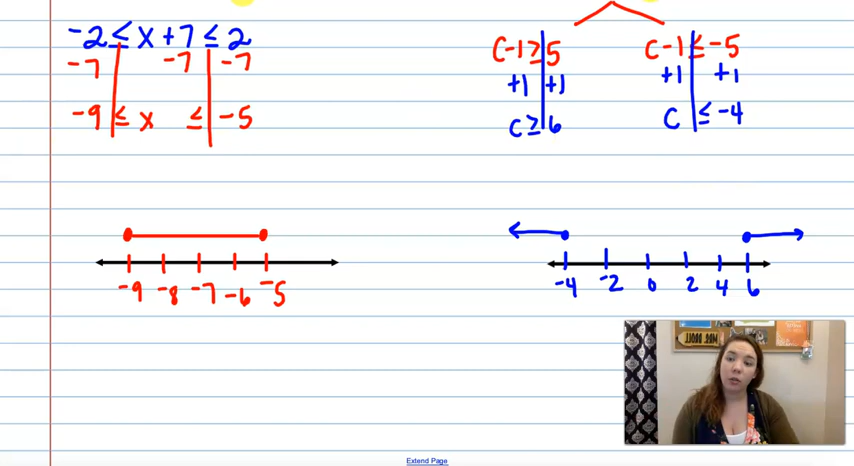 -2 ≤ x + 7 ≤ 2
-7 -7 -7
-9 ≤ x ≤ -5
-9 -8 -7 -6 -5
c-1 ≥ 5
+1 +1
c ≥ 6
c-1 ≤ -5
+1 +1
c ≤ -4
-4 -2 0 2 4 6
Extend Page